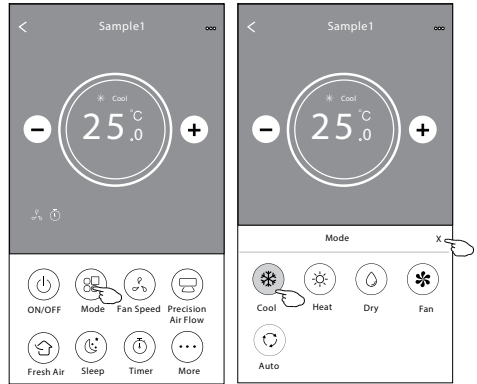 Sample1
Cool
25.0 °C
ON/OFF
Mode
Fan Speed
Precision
Air Flow
Fresh Air
Sleep
Timer
More
Sample1
Cool
25.0 °C
Mode
X
Cool
Heat
Dry
Fan
Auto